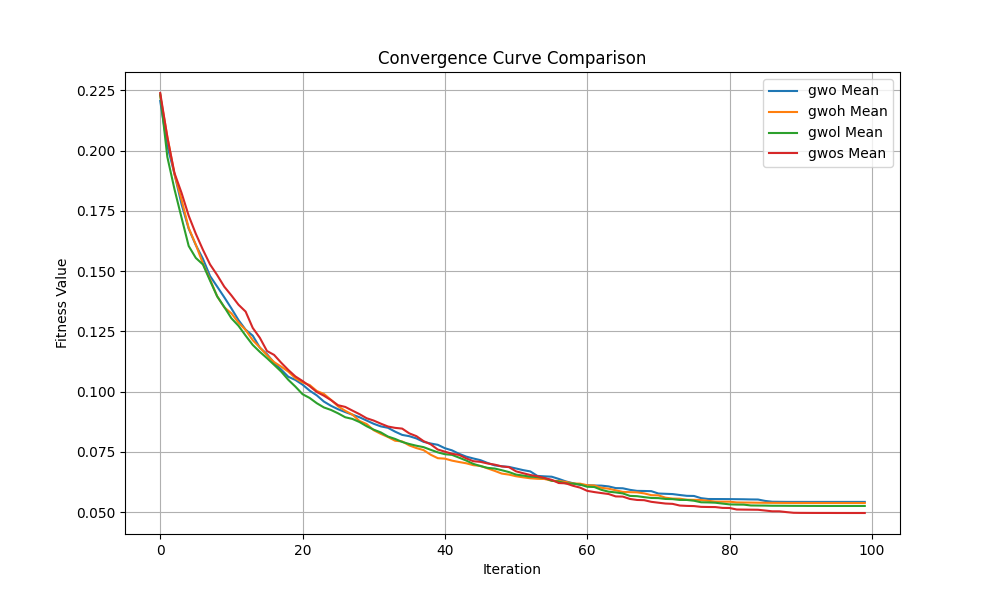 Convergence Curve Comparison
Fitness Value
0.225
0.200
0.175
0.150
0.125
0.100
0.075
0.050
gwo Mean
gwoh Mean
gwol Mean
gwos Mean
0 20 40 60 80 100
Iteration